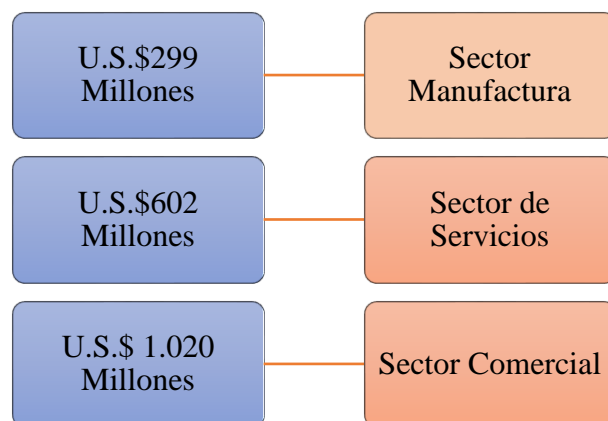 U.S.$299
Millones
Sector
Manufactura
U.S.$602
Millones
Sector de
Servicios
U.S.$ 1.020
Millones
Sector Comercial